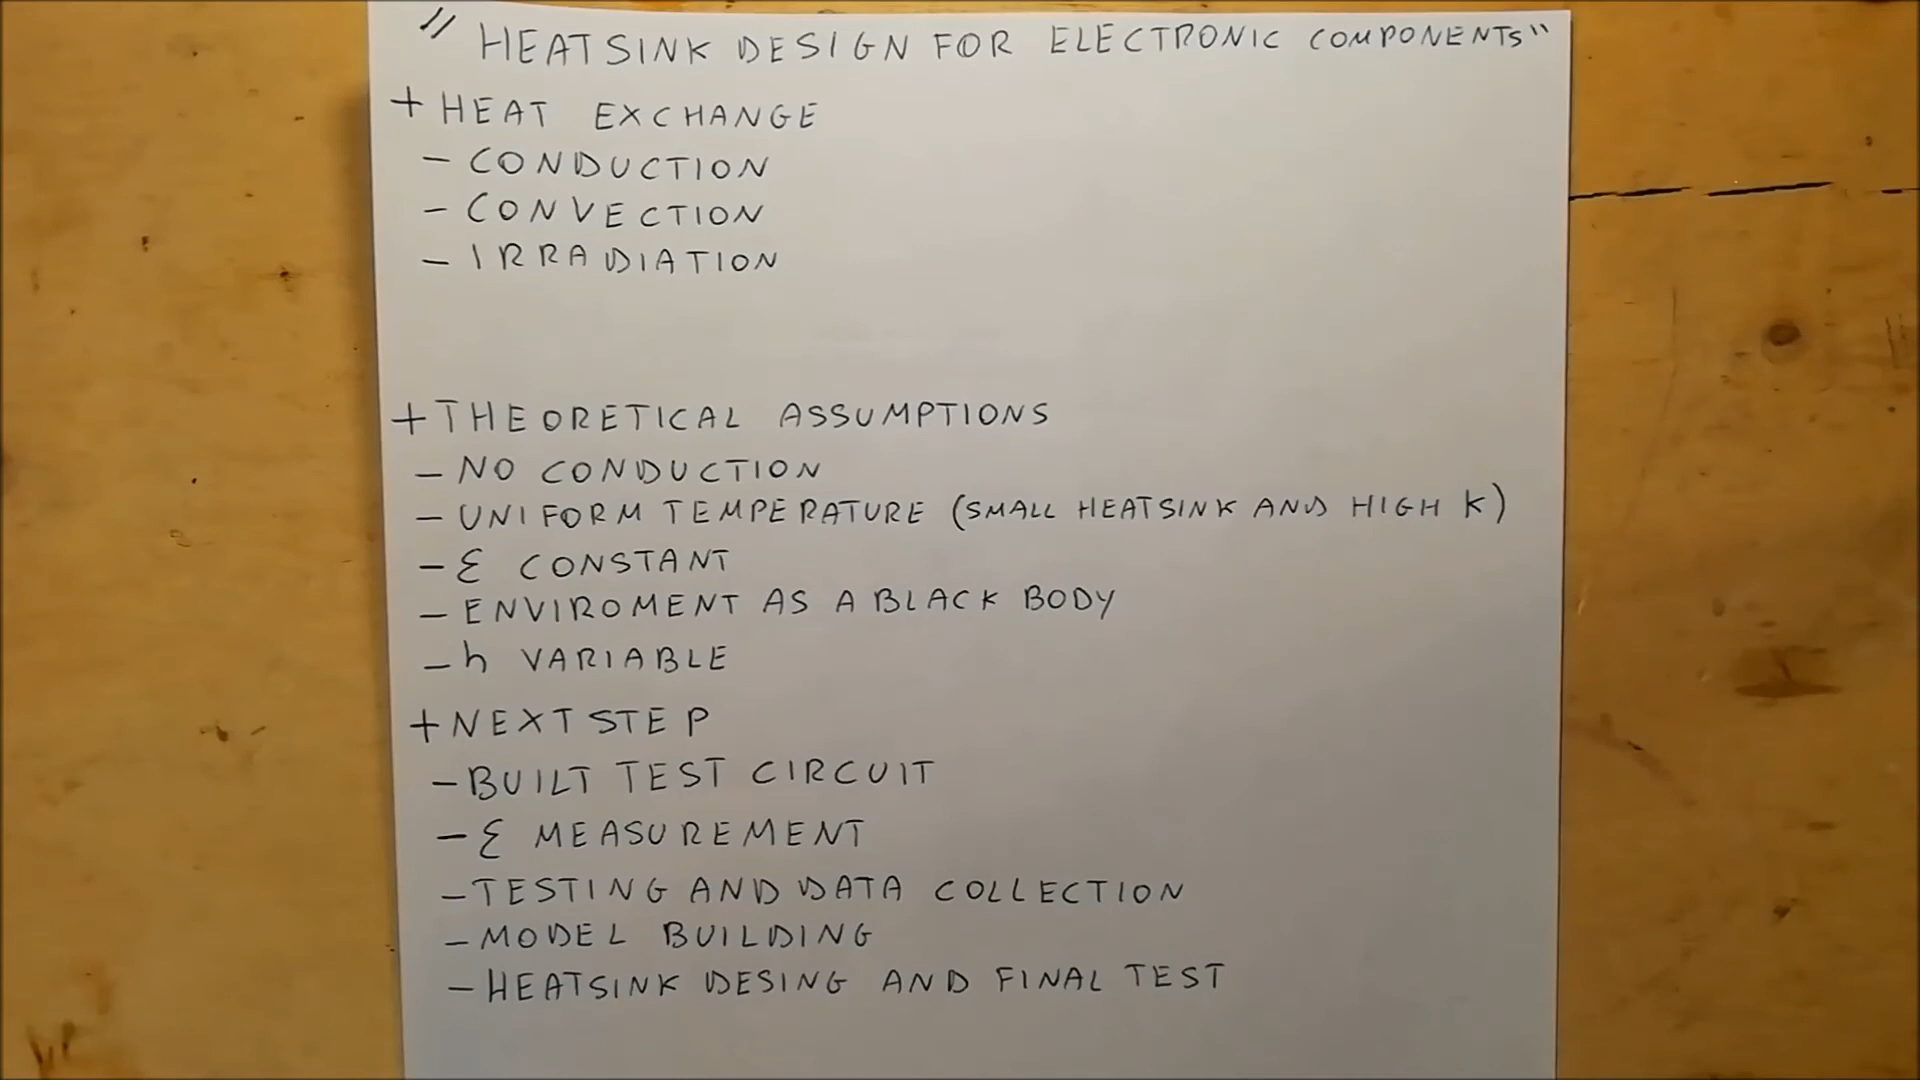 " HEATSINK DESIGN FOR ELECTRONIC COMPONENTS"
+ HEAT EXCHANGE
- CONDUCTION
- CONVECTION
- IRRADIATION
+ THEORETICAL ASSUMPTIONS
- NO CONDUCTION
- UNIFORM TEMPERATURE (SMALL HEATSINK AND HIGH K)
- Ɛ CONSTANT
- ENVIROMENT AS A BLACK BODY
- h VARIABLE
+ NEXT STEP
- BUILT TEST CIRCUIT
- Ɛ MEASUREMENT
- TESTING AND DATA COLLECTION
- MODEL BUILDING
- HEATSINK DESING AND FINAL TEST